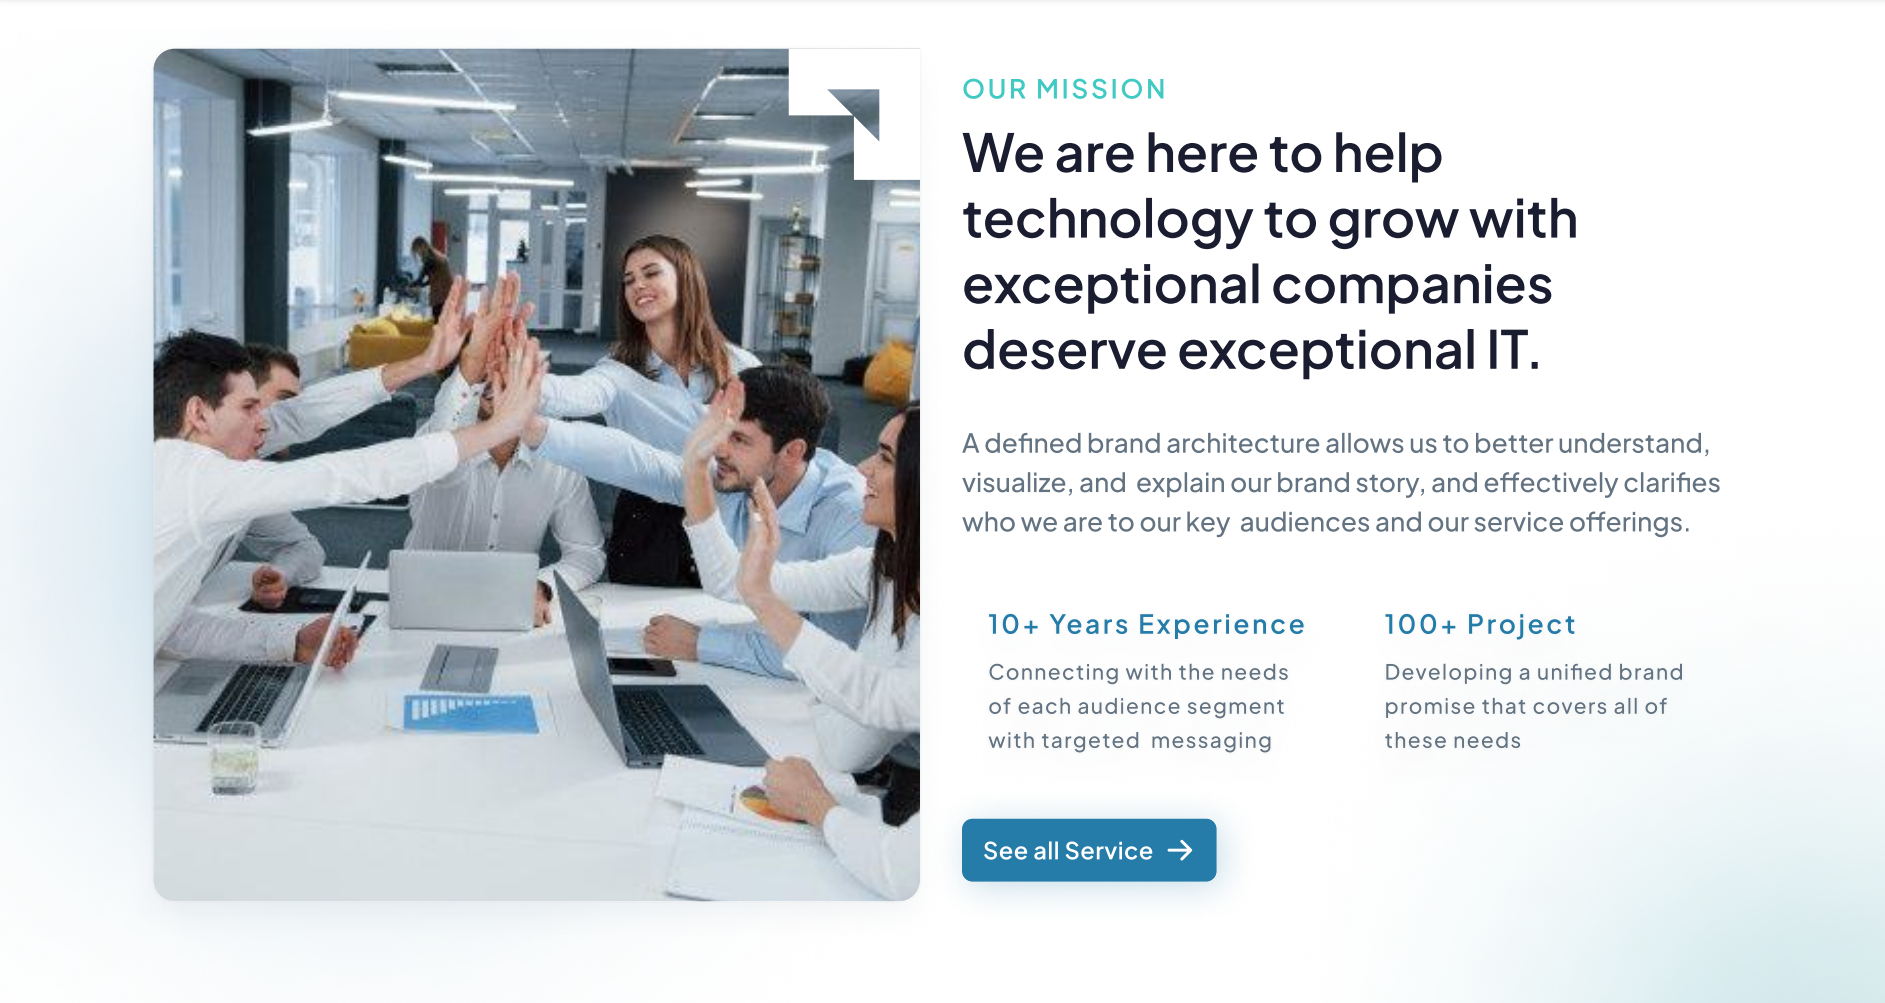 OUR MISSION
We are here to help
technology to grow with
exceptional companies
deserve exceptional IT.
A defined brand architecture allows us to better understand,
visualize, and  explain our brand story, and effectively clarifies
who we are to our key  audiences and our service offerings.
10+ Years Experience
Connecting with the needs
of each audience segment
with targeted  messaging
100+ Project
Developing a unified brand
promise that covers all of
these needs
See all Service